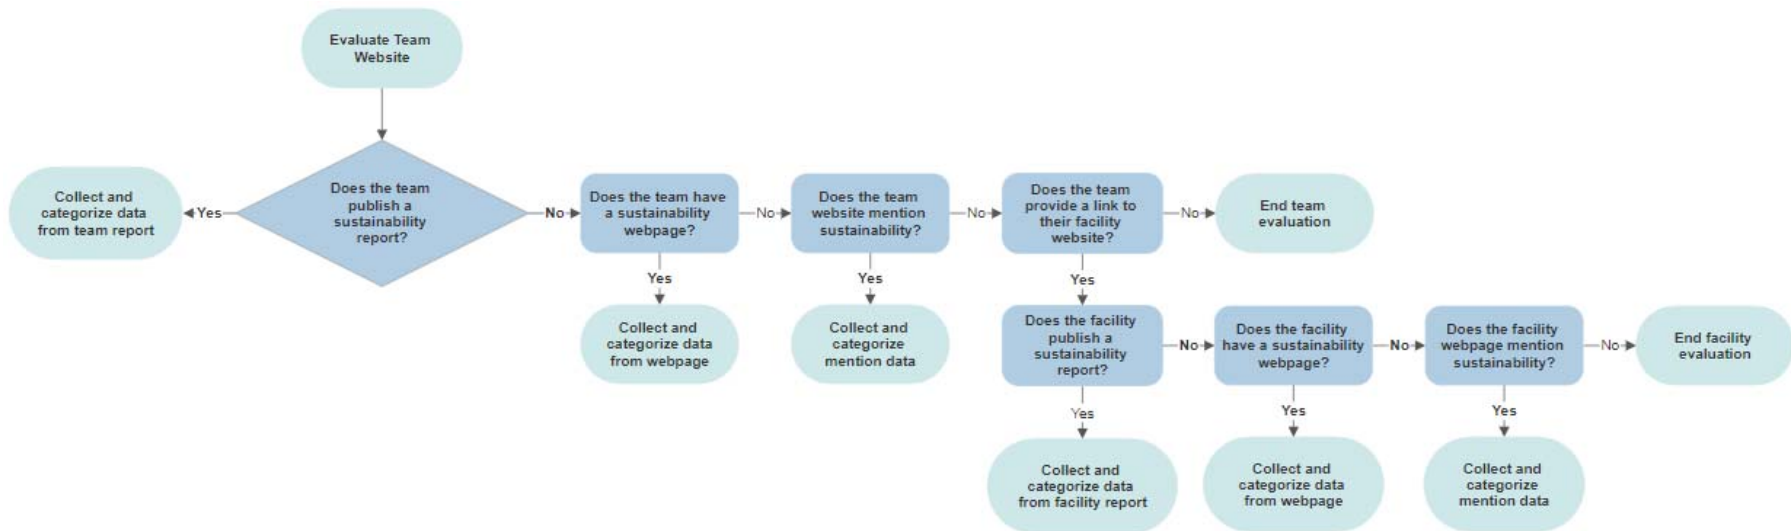 Evaluate Team
Website
Does the team
publish a
sustainability
report?
Yes
Collect and
categorize data
from team report
No
Does the team have
a sustainability
webpage?
No
Does the team
website mention
sustainability?
No
Does the team
provide a link to
their facility
website?
No
End team
evaluation
Yes
Collect and
categorize data
from webpage
Yes
Collect and
categorize
mention data
Yes
Does the facility
publish a
sustainability
report?
No
Does the facility
have a sustainability
webpage?
No
Does the facility
webpage mention
sustainability?
No
End facility
evaluation
Yes
Collect and
categorize data
from facility report
Yes
Collect and
categorize data
from webpage
Yes
Collect and
categorize
mention data